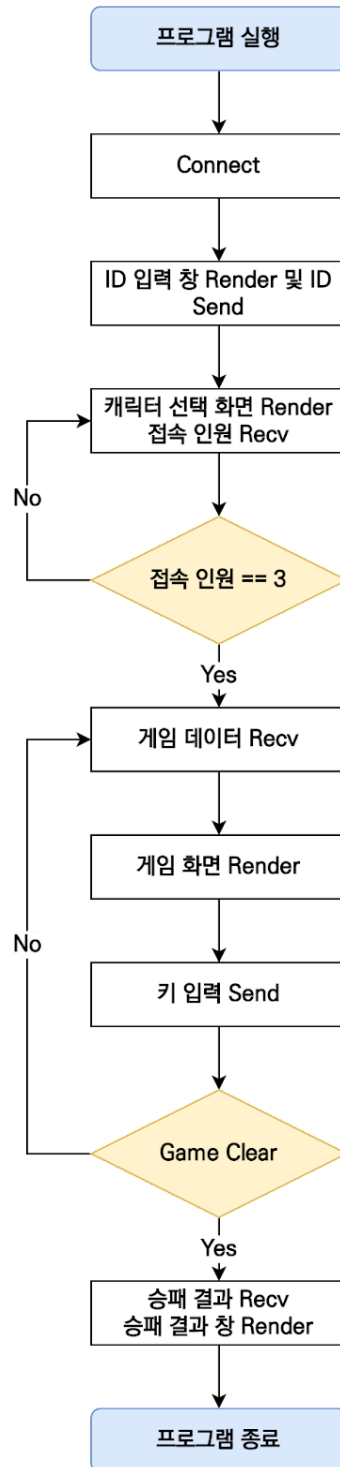 프로그램 실행
Connect
ID 입력 창 Render 및 ID
Send
캐릭터 선택 화면 Render
접속 인원 Recv
No
접속 인원 == 3
Yes
게임 데이터 Recv
게임 화면 Render
No
키 입력 Send
Game Clear
Yes
승패 결과 Recv
승패 결과 창 Render
프로그램 종료